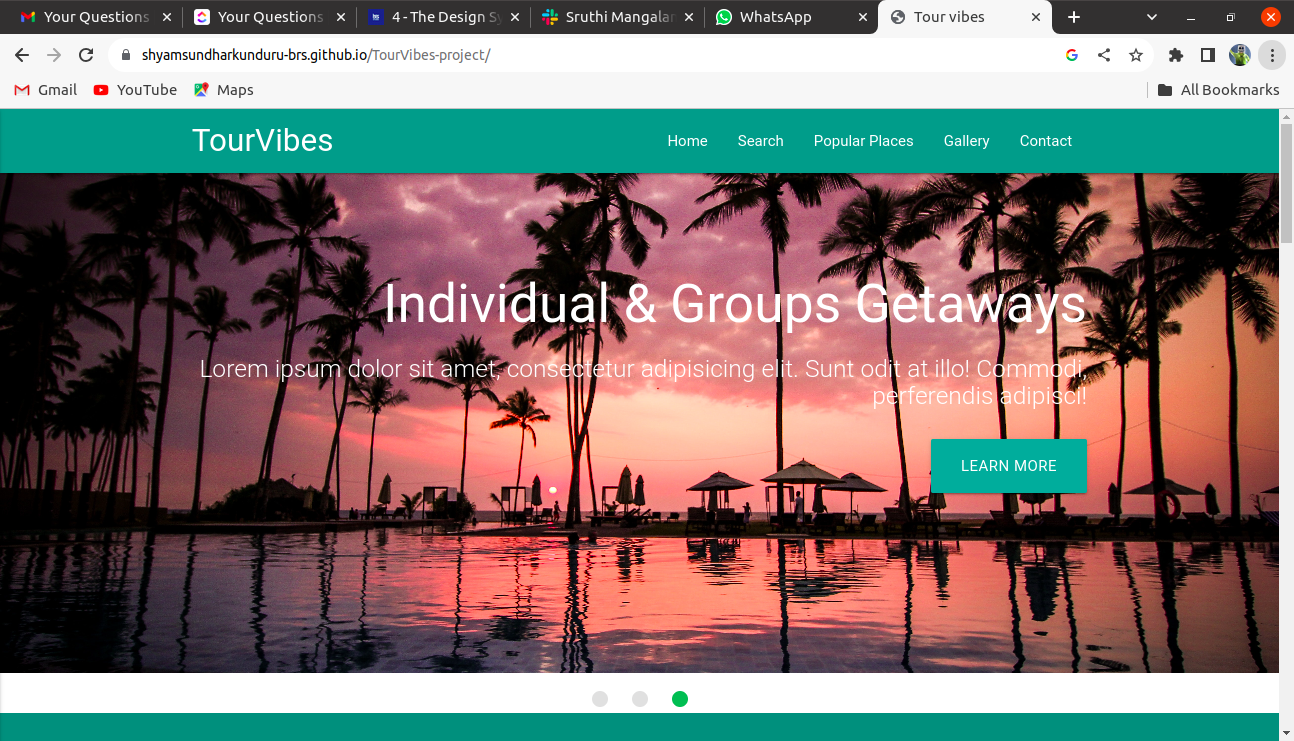 Your Questions
Your Questions
4 - The Design Sy
Sruthi Mangalar
WhatsApp
Tour vibes
shyamsundharkunduru-brs.github.io/TourVibes-project/
Gmail
YouTube
Maps
All Bookmarks
TourVibes
Home
Search
Popular Places
Gallery
Contact
Individual & Groups Getaways
Lorem ipsum dolor sit amet, consectetur adipisicing elit. Sunt odit at illo! Commodi,
perferendis adipisci!
LEARN MORE